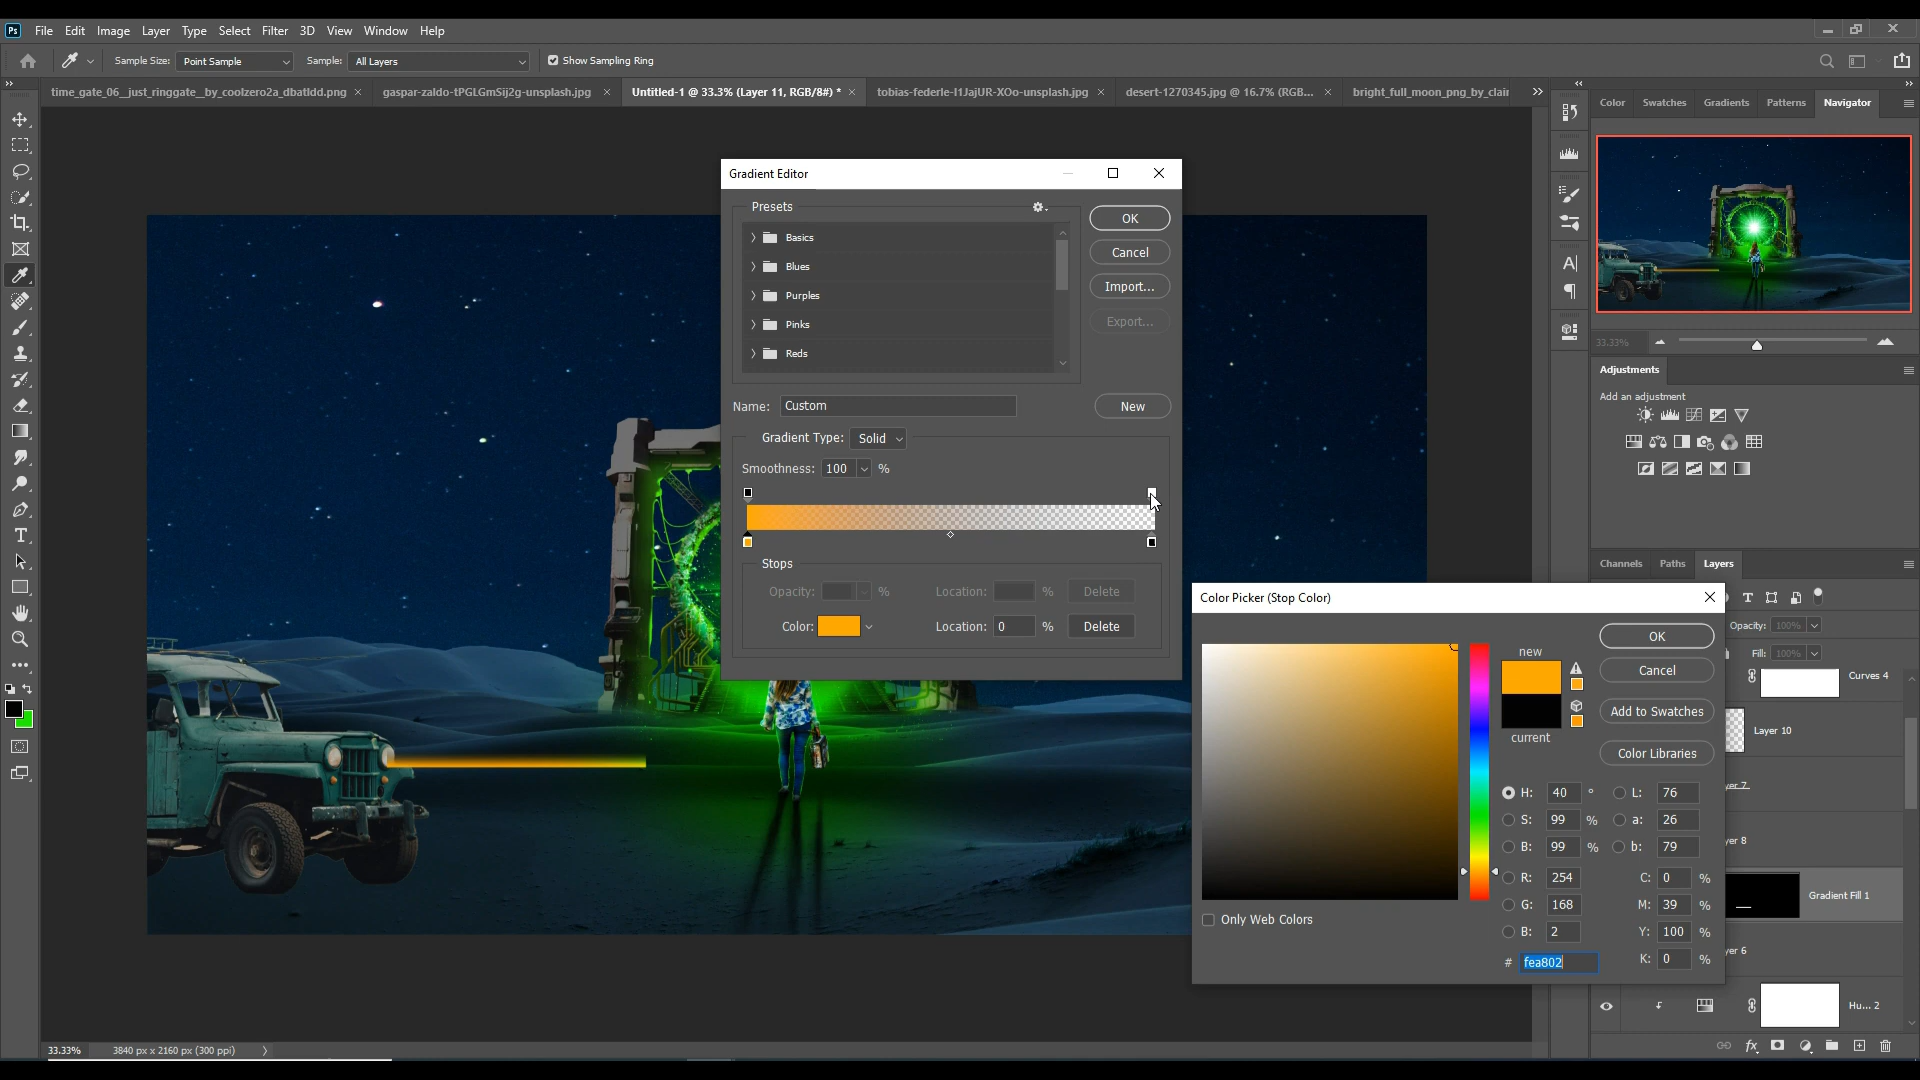 Ps File Edit Image Layer Type Select Filter 3D View Window Help
Sample Size: Point Sample Sample: All Layers Show Sampling Ring
time_gate_06__just_ringgate__by_coolzero2a_dbatldd.png gaspar-zaldo-tPGLGmSij2g-unsplash.jpg Untitled-1 @ 33.3% (Layer 11, RGB/8#) * tobias-federle-I1JajUR-XOo-unsplash.jpg desert-1270345.jpg @ 16.7% (RGB... bright_full_moon_png_by_clair
Color Swatches Gradients Patterns Navigator
33.33%
Adjustments
Add an adjustment
Channels Paths Layers
Opacity: 100%
Fill: 100%
Curves 4
Layer 10
yer 7
yer 8
Gradient Fill 1
yer 6
Hu... 2
Gradient Editor
Presets
Basics
Blues
Purples
Pinks
Reds
OK
Cancel
Import...
Export...
Name: Custom
New
Gradient Type: Solid
Smoothness: 100 %
Stops
Opacity: % Location: % Delete
Color: Location: 0 % Delete
Color Picker (Stop Color)
new
current
OK
Cancel
Add to Swatches
Color Libraries
H: 40 ° L: 76
S: 99 % a: 26
B: 99 % b: 79
R: 254 C: 0 %
G: 168 M: 39 %
B: 2 Y: 100 %
# fea802 K: 0 %
Only Web Colors
33.33% 3840 px x 2160 px (300 ppi)